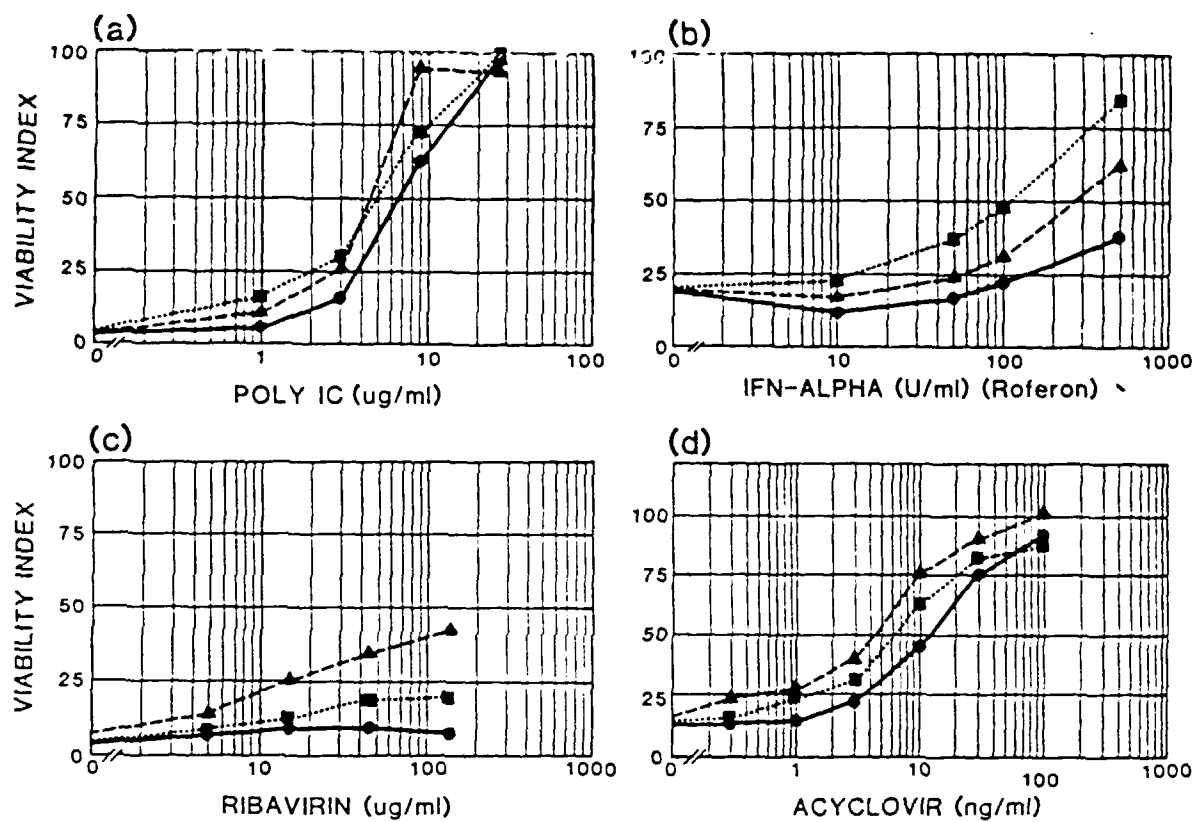 (a)
100
75
50
25
0
VIABILITY INDEX
0 1 10 100
POLY IC (ug/ml)
(b)
100
75
50
25
0
0 10 100 1000
IFN-ALPHA (U/ml) (Roferon)
(c)
100
75
50
25
0
VIABILITY INDEX
0 10 100 1000
RIBAVIRIN (ug/ml)
(d)
100
75
50
25
0
0 1 10 100 1000
ACYCLOVIR (ng/ml)